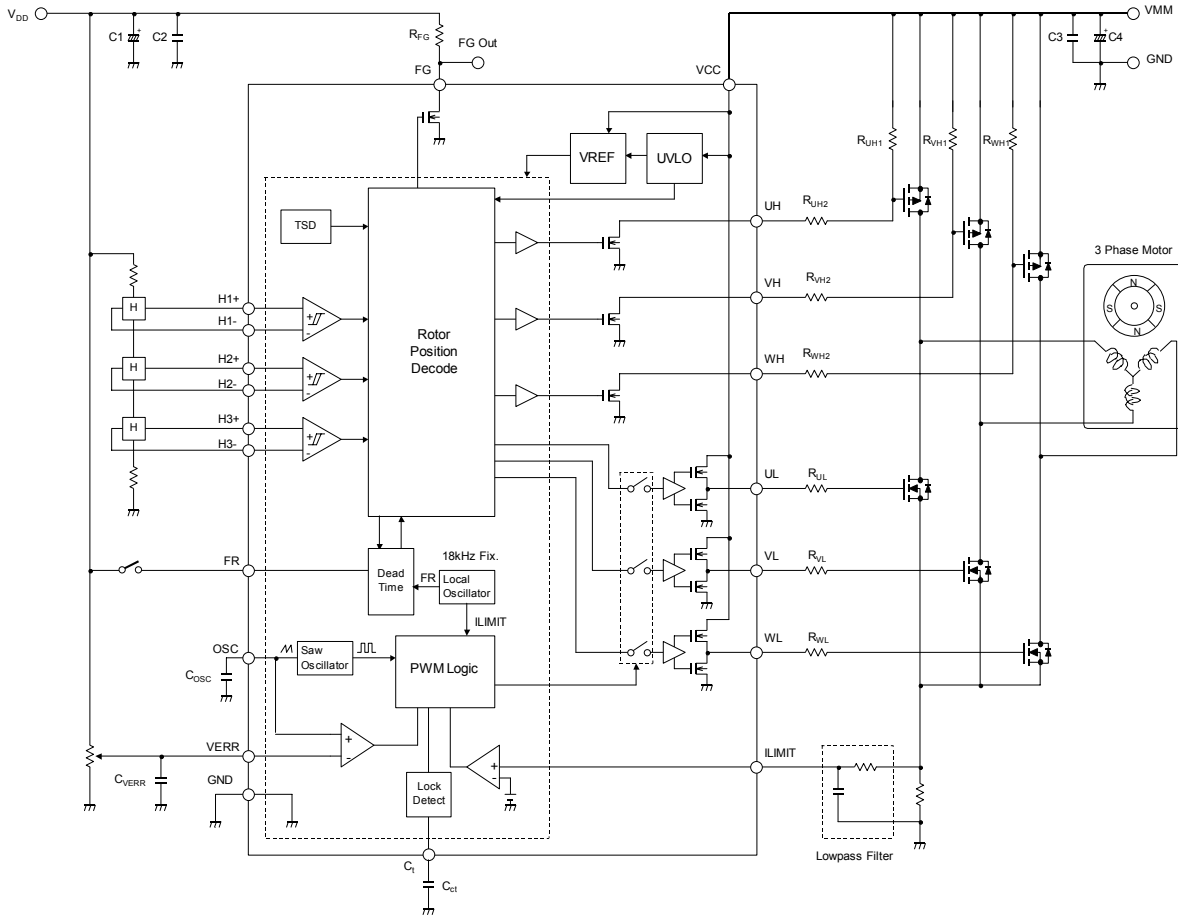 VDD
C1
+
C2
RFG
FG Out
FG
VCC
VMM
C3
C4
+
GND
VREF
UVLO
RUH1
RVH1
RWH1
TSD
UH
RUH2
VH
RVH2
WH
RWH2
3 Phase Motor
N
S
S
N
H
H1+
H1-
+
-
H
H2+
H2-
+
-
H
H3+
H3-
+
-
Rotor
Position
Decode
UL
RUL
VL
RVL
WL
RWL
FR
Dead
Time
FR
18kHz Fix.
Local
Oscillator
ILIMIT
OSC
COSC
Saw
Oscillator
PWM Logic
VERR
CVERR
+
-
GND
Lock
Detect
+
-
ILIMIT
Lowpass Filter
Ct
Cct